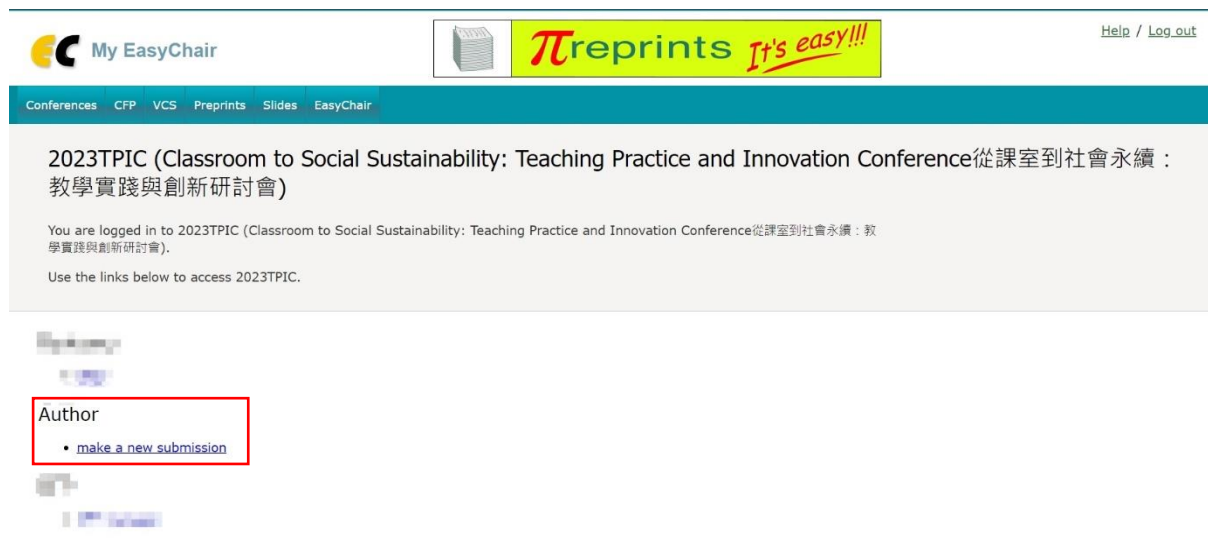 EC My EasyChair
πreprints It's easy!!!
Help / Log out
Conferences CFP VCS Preprints Slides EasyChair
2023TPIC (Classroom to Social Sustainability: Teaching Practice and Innovation Conference從課室到社會永續：
教學實踐與創新研討會)
You are logged in to 2023TPIC (Classroom to Social Sustainability: Teaching Practice and Innovation Conference從課室到社會永續：教
學實踐與創新研討會).
Use the links below to access 2023TPIC.
Author
• make a new submission